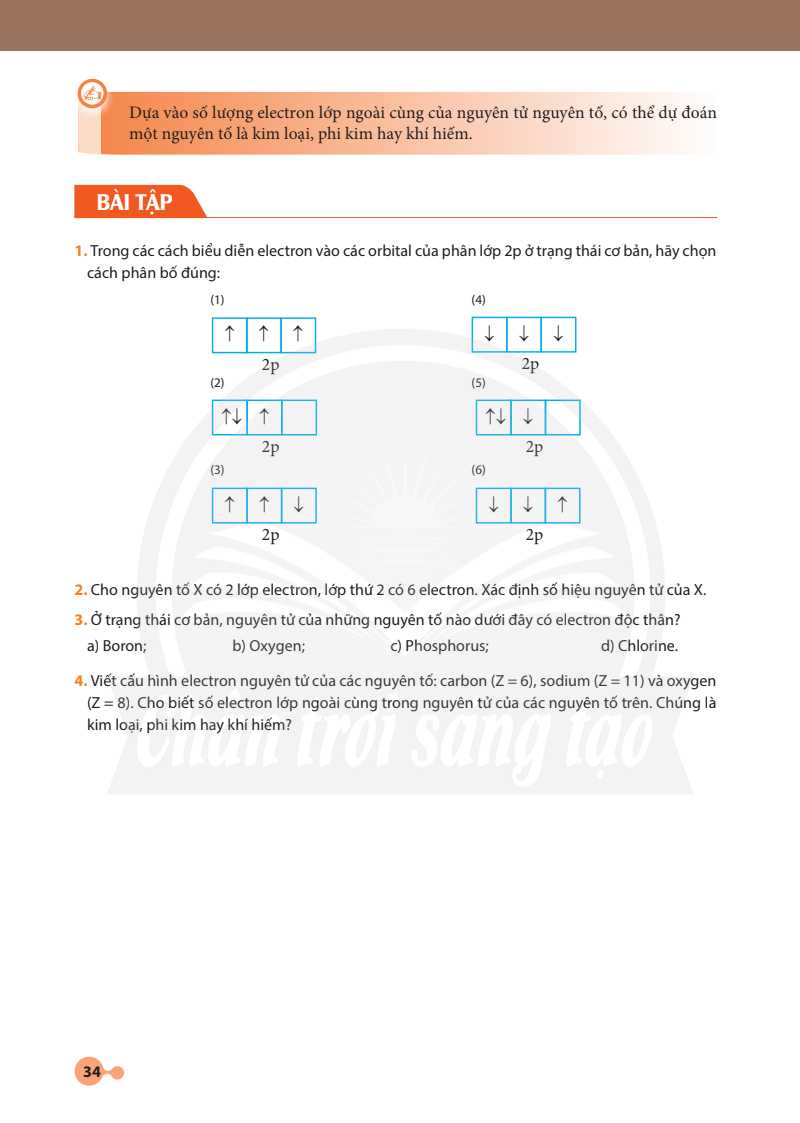 Dựa vào số lượng electron lớp ngoài cùng của nguyên tử nguyên tố, có thể dự đoán
một nguyên tố là kim loại, phi kim hay khí hiếm.
BÀI TẬP
1. Trong các cách biểu diễn electron vào các orbital của phân lớp 2p ở trạng thái cơ bản, hãy chọn
cách phân bố đúng:
(1) (4)
↑ ↑ ↑ ↓ ↓ ↓
2p 2p
(2) (5)
↑↓ ↑ ↑↓ ↓
2p 2p
(3) (6)
↑ ↑ ↓ ↓ ↓ ↑
2p 2p
2. Cho nguyên tố X có 2 lớp electron, lớp thứ 2 có 6 electron. Xác định số hiệu nguyên tử của X.
3. Ở trạng thái cơ bản, nguyên tử của những nguyên tố nào dưới đây có electron độc thân?
a) Boron; b) Oxygen; c) Phosphorus; d) Chlorine.
4. Viết cấu hình electron nguyên tử của các nguyên tố: carbon (Z = 6), sodium (Z = 11) và oxygen
(Z = 8). Cho biết số electron lớp ngoài cùng trong nguyên tử của các nguyên tố trên. Chúng là
kim loại, phi kim hay khí hiếm?
Chân trời sáng tạo
34